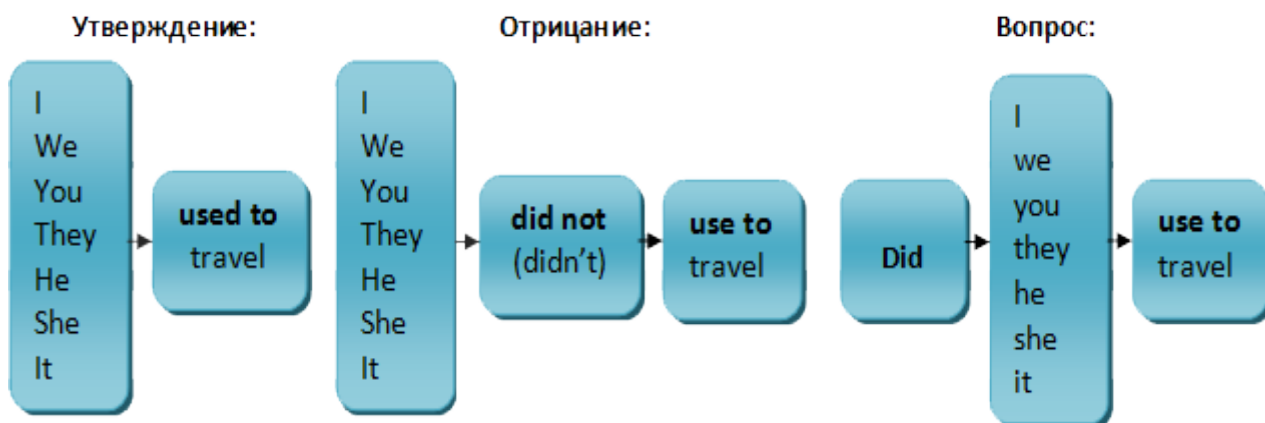 Утверждение:
I
We
You
They
He
She
It
used to
travel
Отрицание:
I
We
You
They
He
She
It
did not
(didn't)
use to
travel
Вопрос:
Did
I
we
you
they
he
she
it
use to
travel